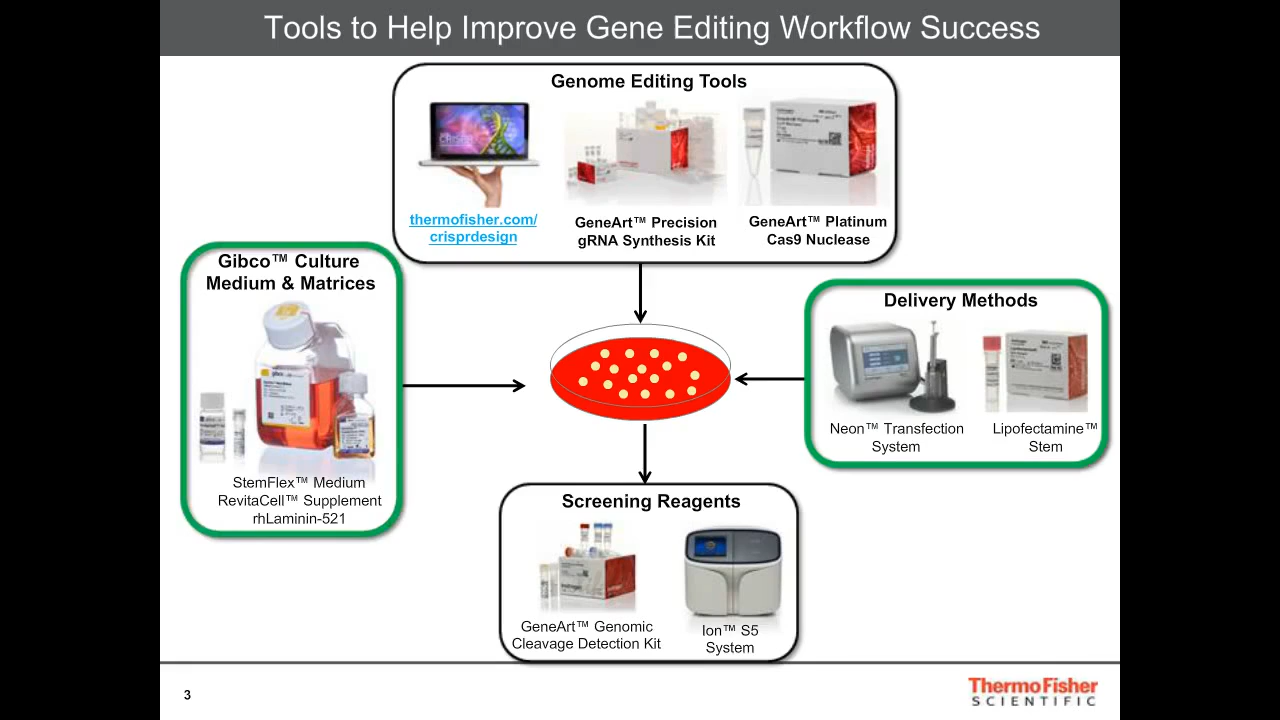 Tools to Help Improve Gene Editing Workflow Success
Genome Editing Tools
thermofisher.com/
crisprdesign
GeneArt™ Precision
gRNA Synthesis Kit
GeneArt™ Platinum
Cas9 Nuclease
Gibco™ Culture
Medium & Matrices
gibco
StemFlex™ Medium
RevitaCell™ Supplement
rhLaminin-521
Delivery Methods
Neon™ Transfection
System
Lipofectamine™
Stem
Screening Reagents
GeneArt™ Genomic
Cleavage Detection Kit
Ion™ S5
System
3
ThermoFisher
SCIENTIFIC